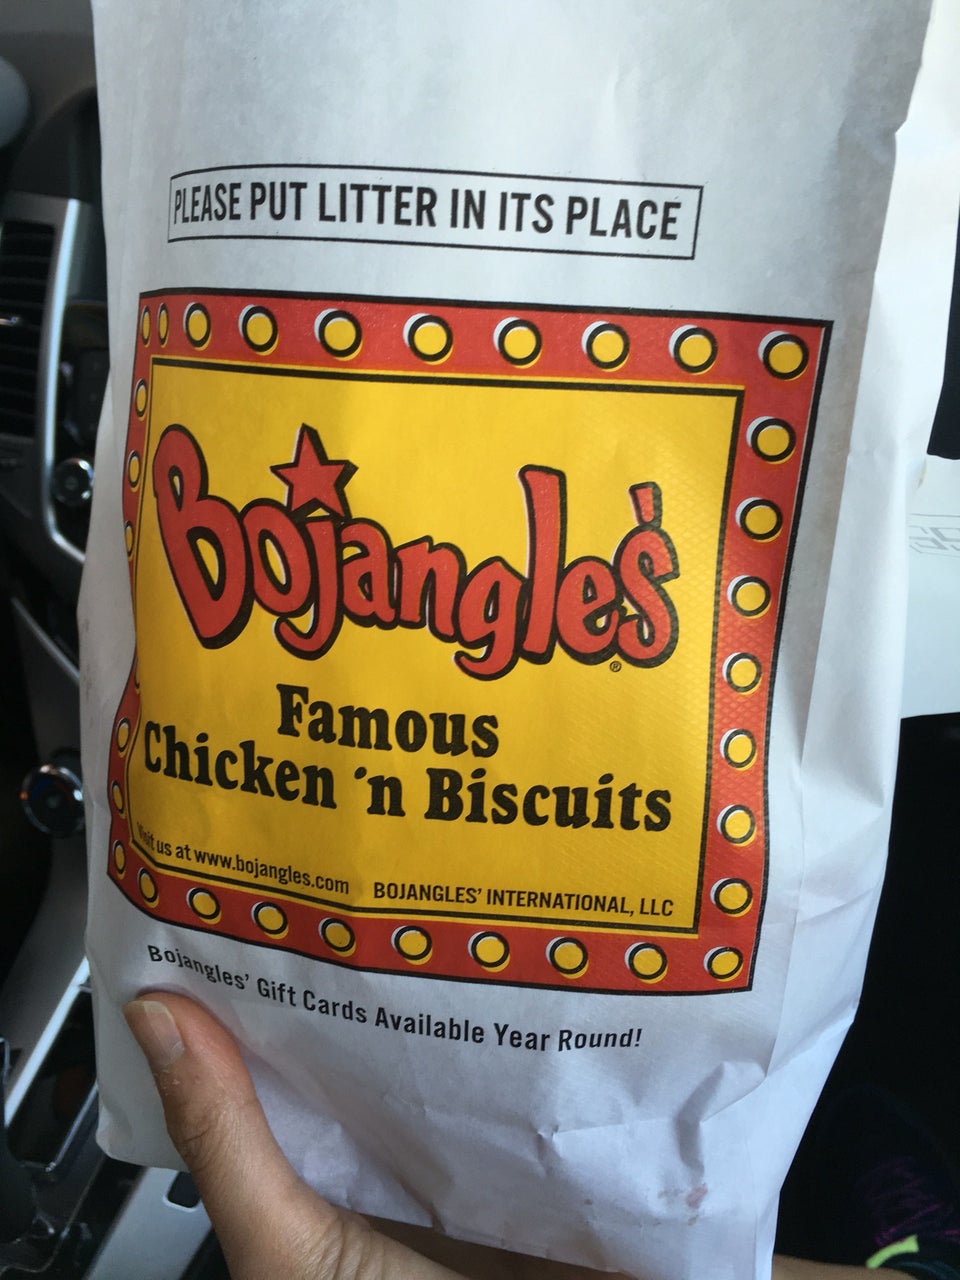 PLEASE PUT LITTER IN ITS PLACE
Bojangles'®
Famous
Chicken 'n Biscuits
Visit us at www.bojangles.com BOJANGLES' INTERNATIONAL, LLC
Bojangles' Gift Cards Available Year Round!